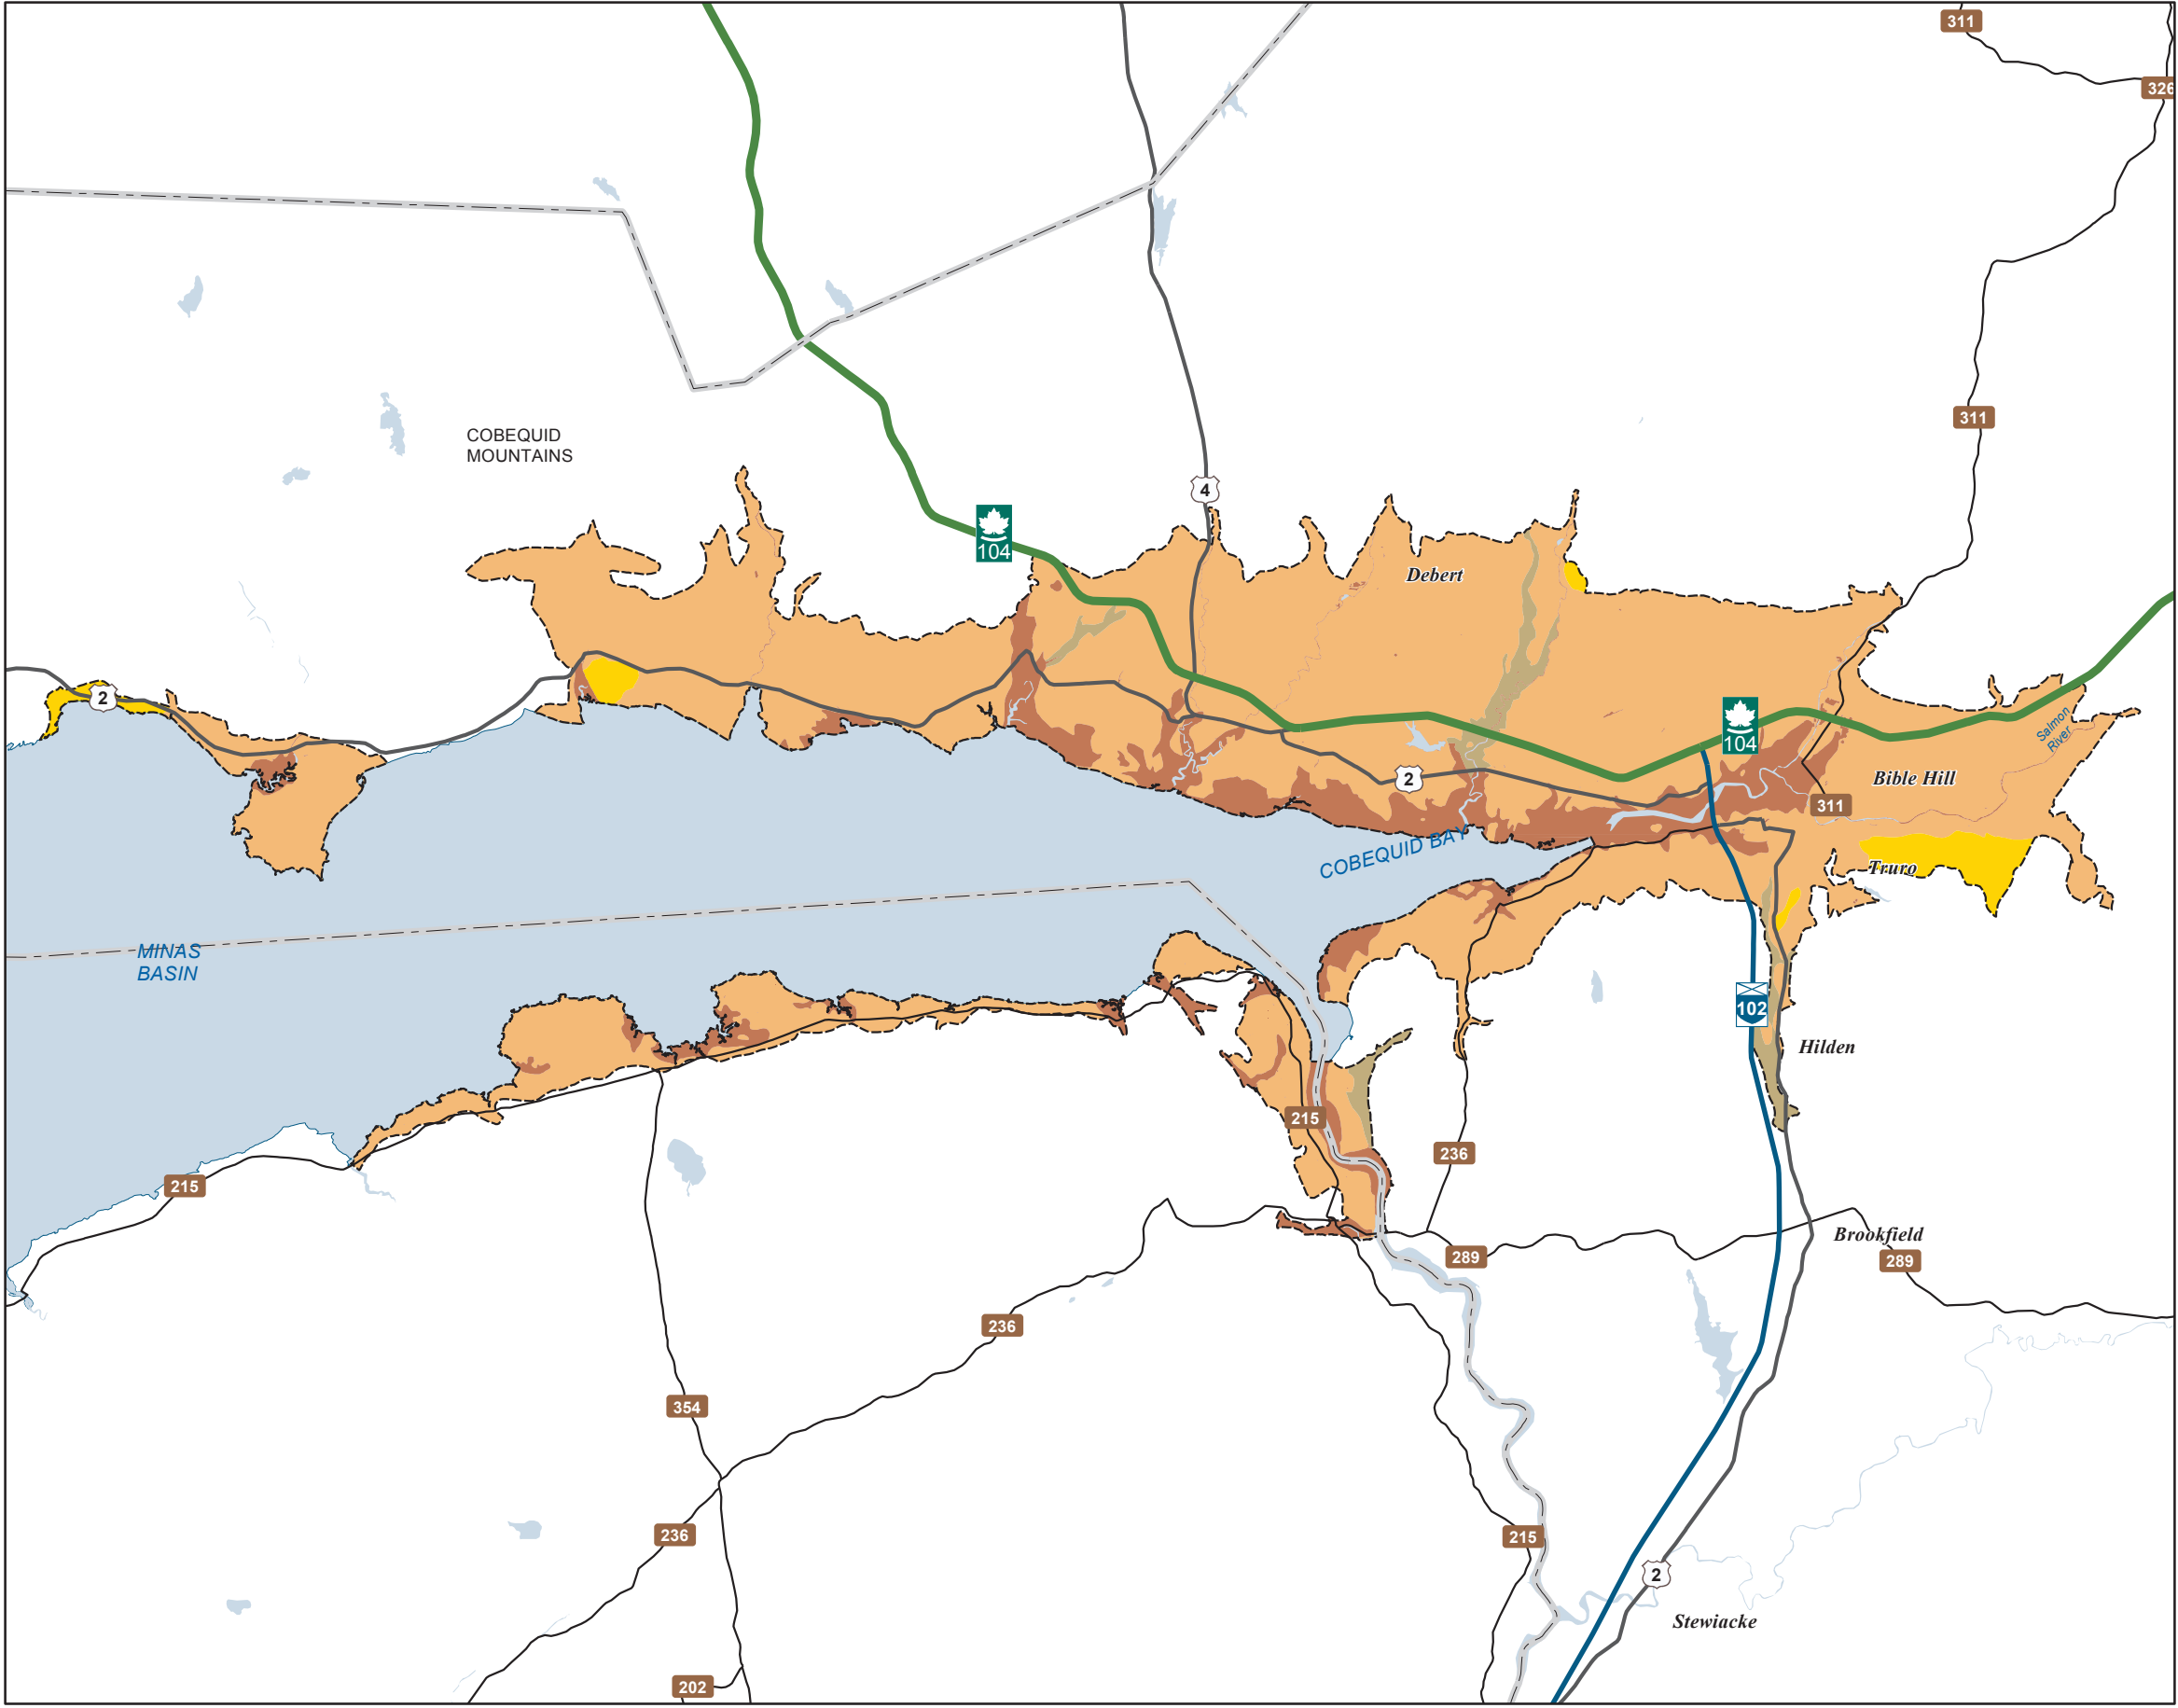 311
326
311
COBEQUID
MOUNTAINS
4
104
Debert
2
104
Salmon
River
2
Bible Hill
311
COBEQUID BAY
Truro
MINAS
BASIN
102
Hilden
215
236
215
Brookfield
289
289
236
354
236
215
2
Stewiacke
202